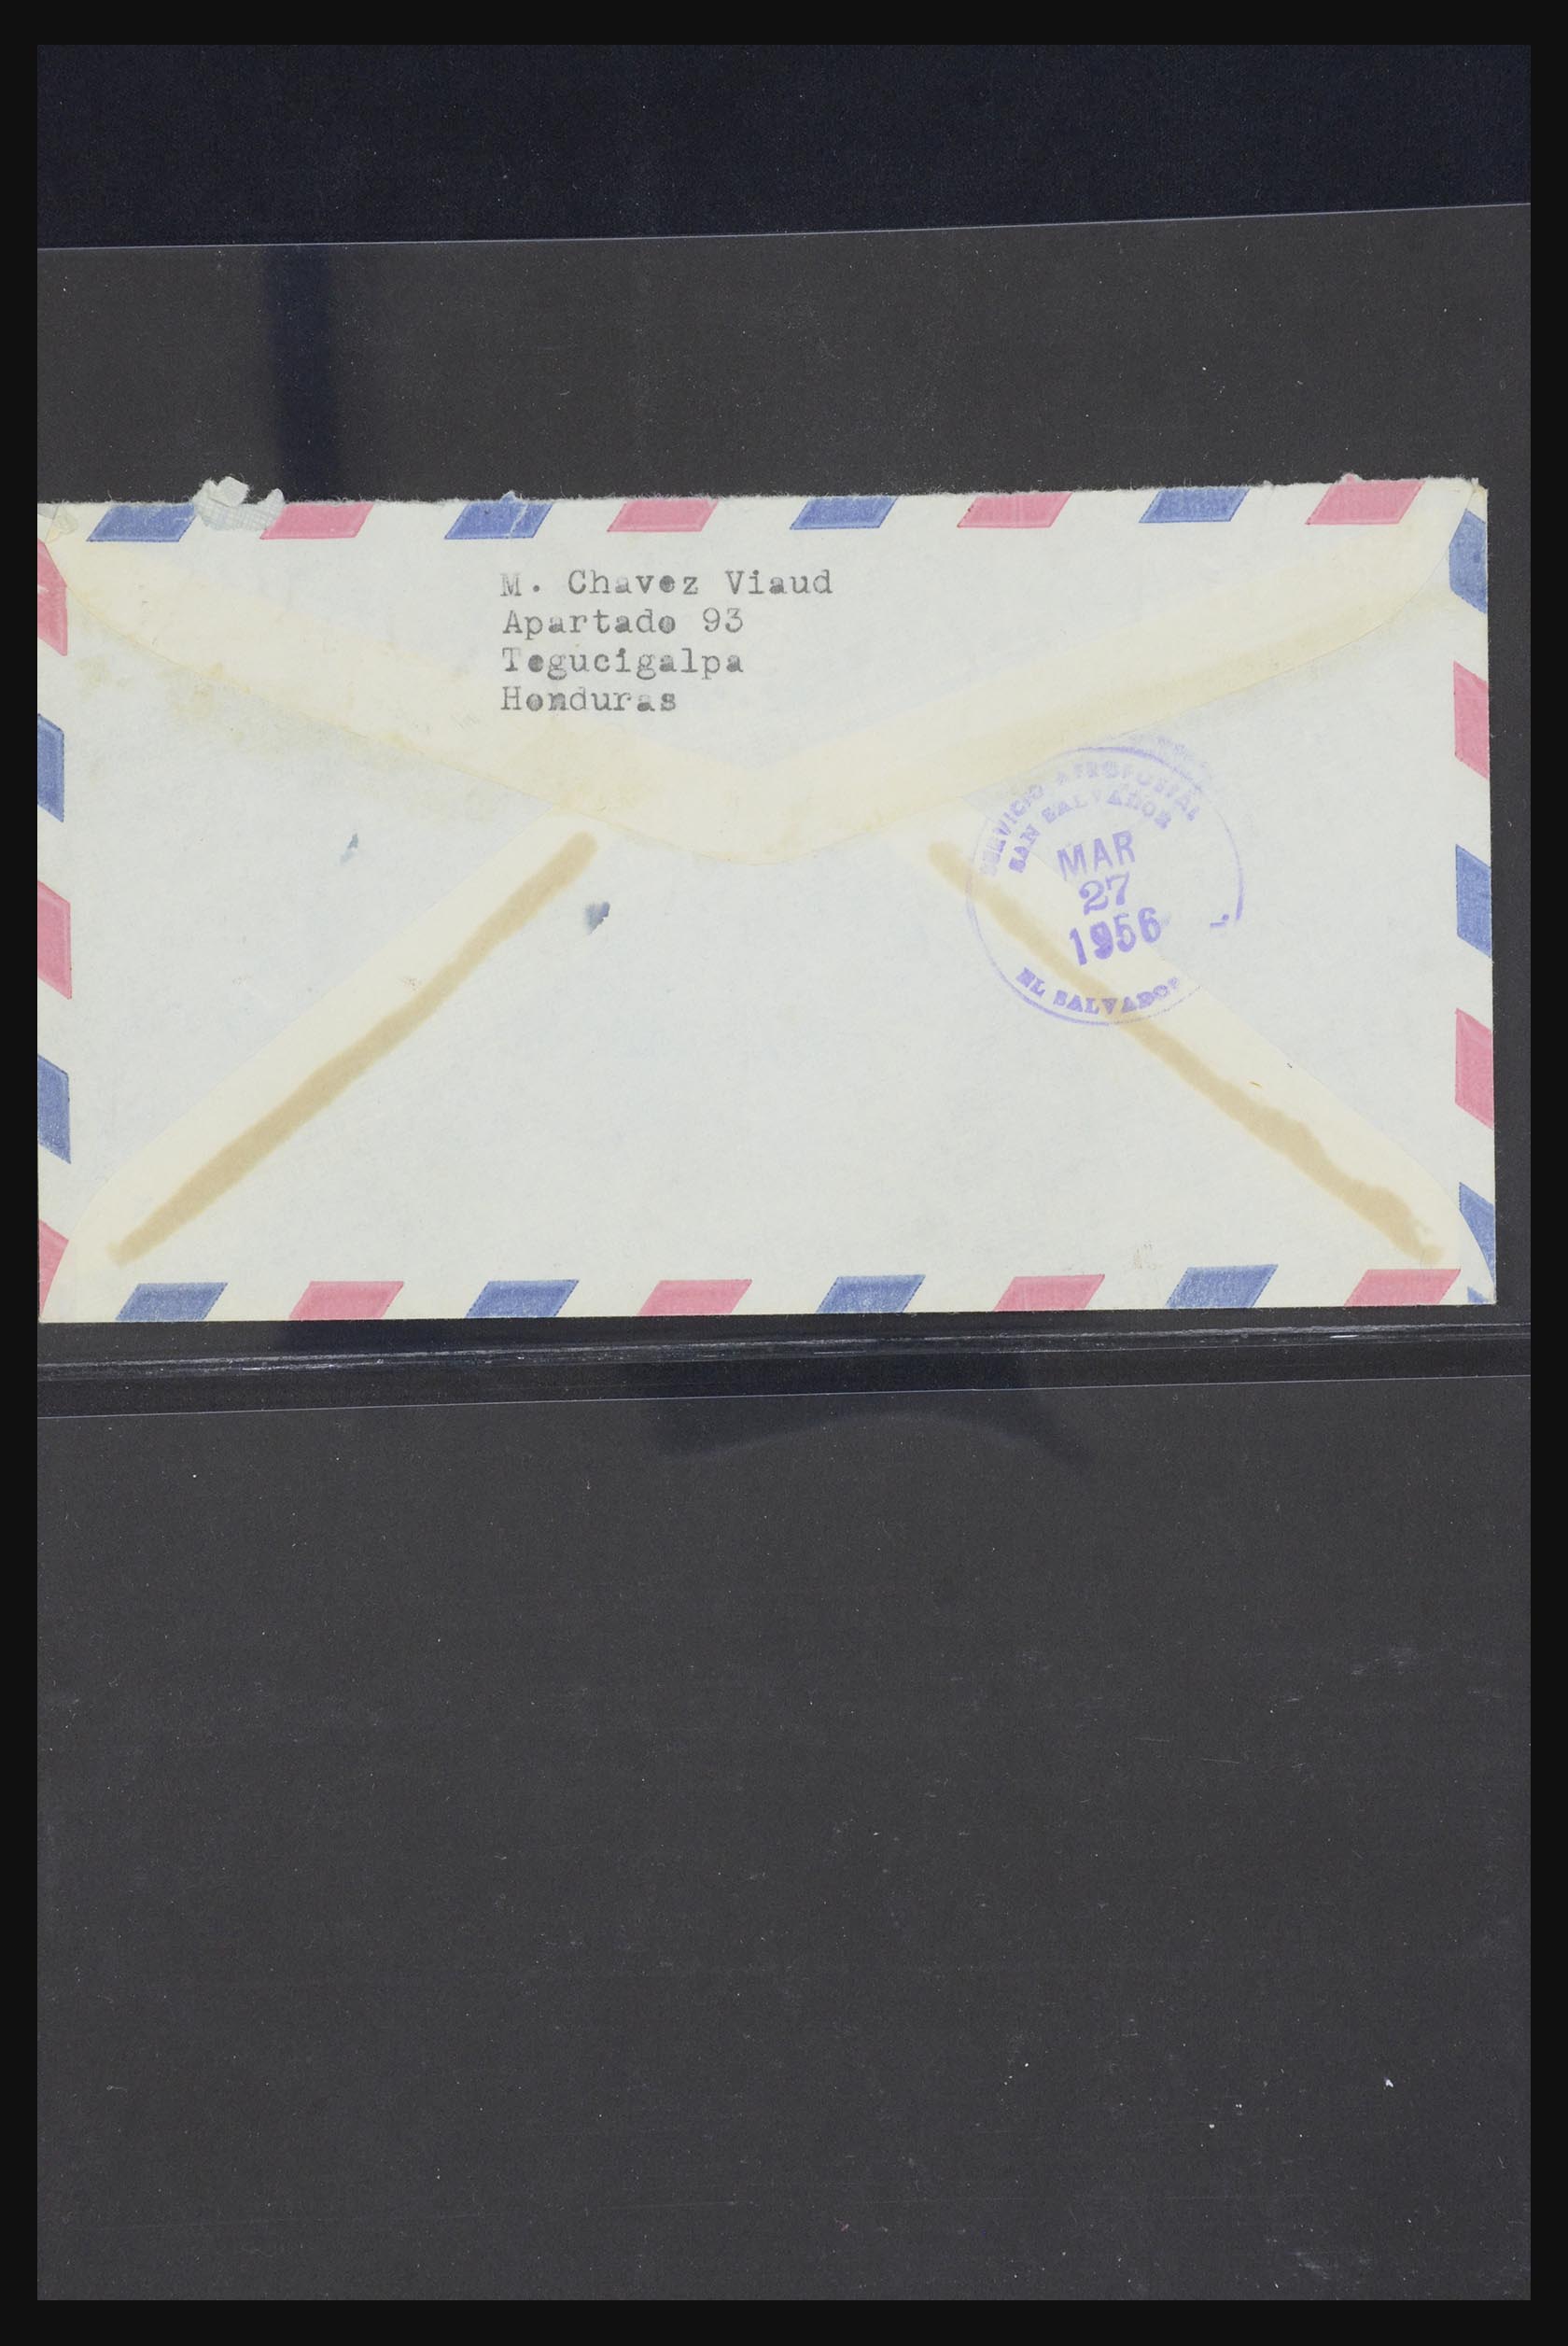 M. Chavez Viaud
Apartado 93
Tegucigalpa
Honduras
SERVICIO AEROPOSTAL
SAN SALVADOR
MAR
27
1956
EL SALVADOR